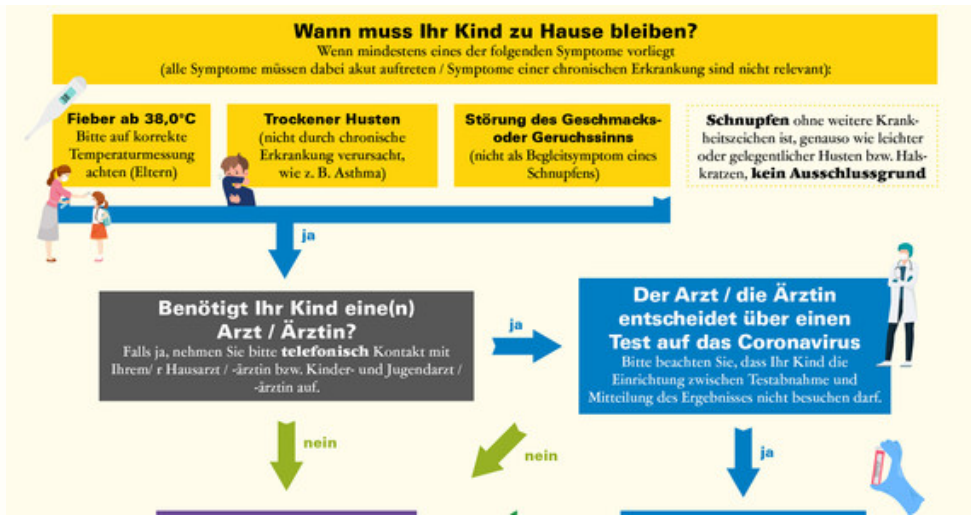 Wann muss Ihr Kind zu Hause bleiben?
Wenn mindestens eines der folgenden Symptome vorliegt
(alle Symptome müssen dabei akut auftreten / Symptome einer chronischen Erkrankung sind nicht relevant):
Fieber ab 38,0°C
Bitte auf korrekte
Temperaturmessung
achten (Eltern)
Trockener Husten
(nicht durch chronische
Erkrankung verursacht,
wie z. B. Asthma)
Störung des Geschmacks-
oder Geruchssinns
(nicht als Begleitsymptom eines
Schnupfens)
Schnupfen ohne weitere Krank-
heitszeichen ist, genauso wie leichter
oder gelegentlicher Husten bzw. Hals-
kratzen, kein Ausschlussgrund
ja
Benötigt Ihr Kind eine(n)
Arzt / Ärztin?
Falls ja, nehmen Sie bitte telefonisch Kontakt mit
Ihrem/ r Hausarzt / -ärztin bzw. Kinder- und Jugendarzt /
-ärztin auf.
ja
Der Arzt / die Ärztin
entscheidet über einen
Test auf das Coronavirus
Bitte beachten Sie, dass Ihr Kind die
Einrichtung zwischen Testabnahme und
Mitteilung des Ergebnisses nicht besuchen darf.
nein
nein
ja